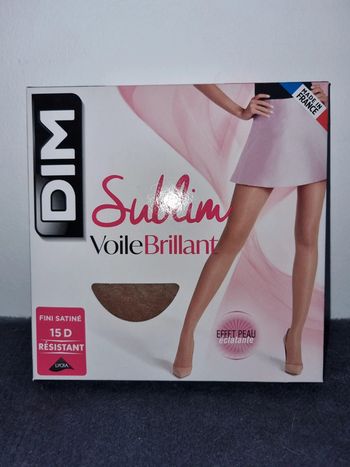 MADE IN
FRANCE
DIM
Sublim
VoileBrillant
FINI SATINÉ
15 D
RÉSISTANT
LYCRA
EFFET PEAU
éclatante